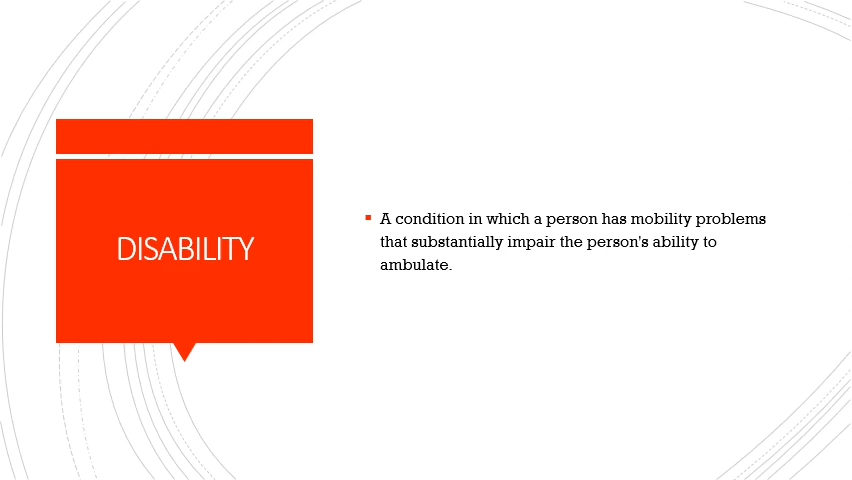 DISABILITY
A condition in which a person has mobility problems
that substantially impair the person's ability to
ambulate.